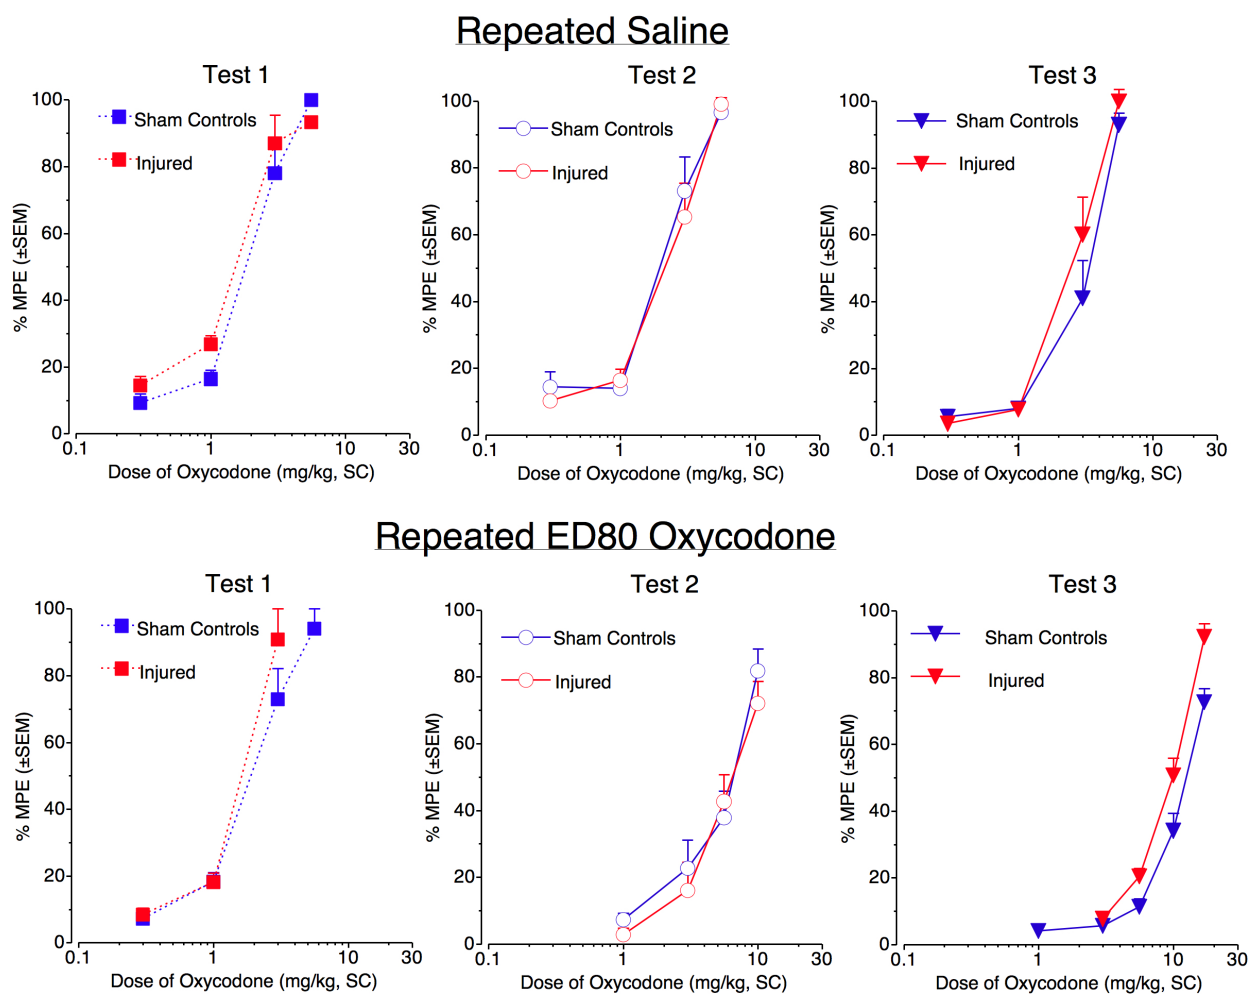 Repeated Saline
Test 1
Test 2
Test 3
100
80
60
40
20
0
% MPE (±SEM)
Sham Controls
Injured
0.1
1
10
30
Dose of Oxycodone (mg/kg, SC)
100
80
60
40
20
0
% MPE (±SEM)
Sham Controls
Injured
0.1
1
10
30
Dose of Oxycodone (mg/kg, SC)
100
80
60
40
20
0
% MPE (±SEM)
Sham Controls
Injured
0.1
1
10
30
Dose of Oxycodone (mg/kg, SC)
Repeated ED80 Oxycodone
Test 1
Test 2
Test 3
100
80
60
40
20
0
% MPE (±SEM)
Sham Controls
Injured
0.1
1
10
30
Dose of Oxycodone (mg/kg, SC)
100
80
60
40
20
0
% MPE (±SEM)
Sham Controls
Injured
0.1
1
10
30
Dose of Oxycodone (mg/kg, SC)
100
80
60
40
20
0
% MPE (±SEM)
Sham Controls
Injured
0.1
1
10
30
Dose of Oxycodone (mg/kg, SC)